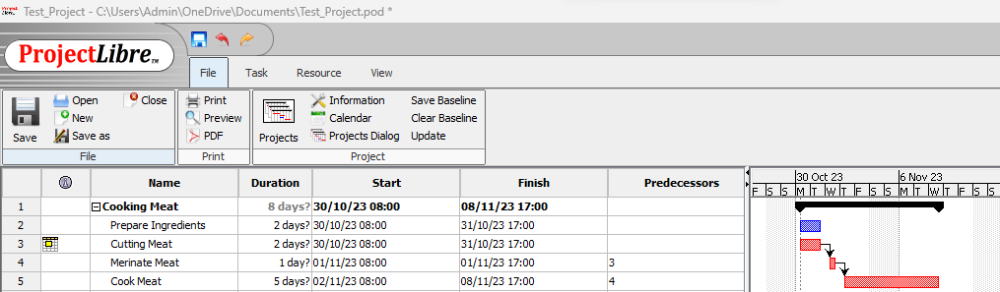 Test_Project - C:\Users\Admin\OneDrive\Documents\Test_Project.pod *
ProjectLibre™
File Task Resource View
Save Open New Save as Close
File
Print Preview PDF
Print
Projects Information Calendar Projects Dialog Save Baseline Clear Baseline Update
Project
Name Duration Start Finish Predecessors
30 Oct 23 6 Nov 23
F S S M T W T F S S M T W T F S S
1 Cooking Meat 8 days? 30/10/23 08:00 08/11/23 17:00
2 Prepare Ingredients 2 days? 30/10/23 08:00 31/10/23 17:00
3 Cutting Meat 2 days? 30/10/23 08:00 31/10/23 17:00
4 Merinate Meat 1 day? 01/11/23 08:00 01/11/23 17:00 3
5 Cook Meat 5 days? 02/11/23 08:00 08/11/23 17:00 4